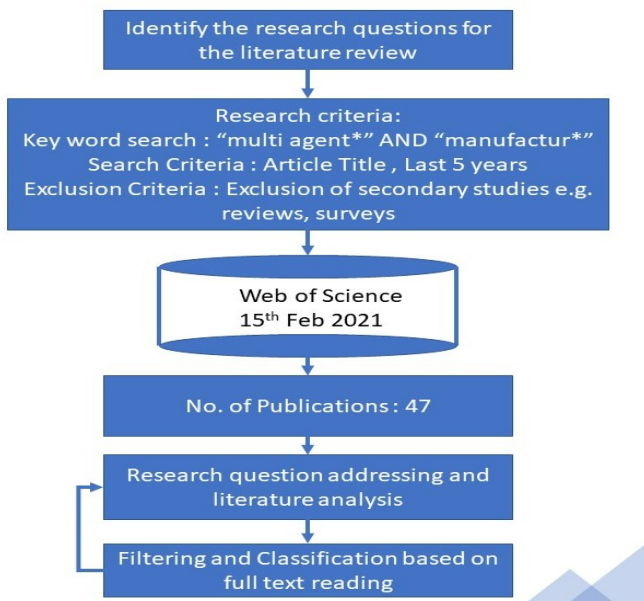 Identify the research questions for
the literature review
Research criteria:
Key word search : “multi agent*” AND “manufactur*”
Search Criteria : Article Title , Last 5 years
Exclusion Criteria : Exclusion of secondary studies e.g.
reviews, surveys
Web of Science
15th Feb 2021
No. of Publications : 47
Research question addressing and
literature analysis
Filtering and Classification based on
full text reading